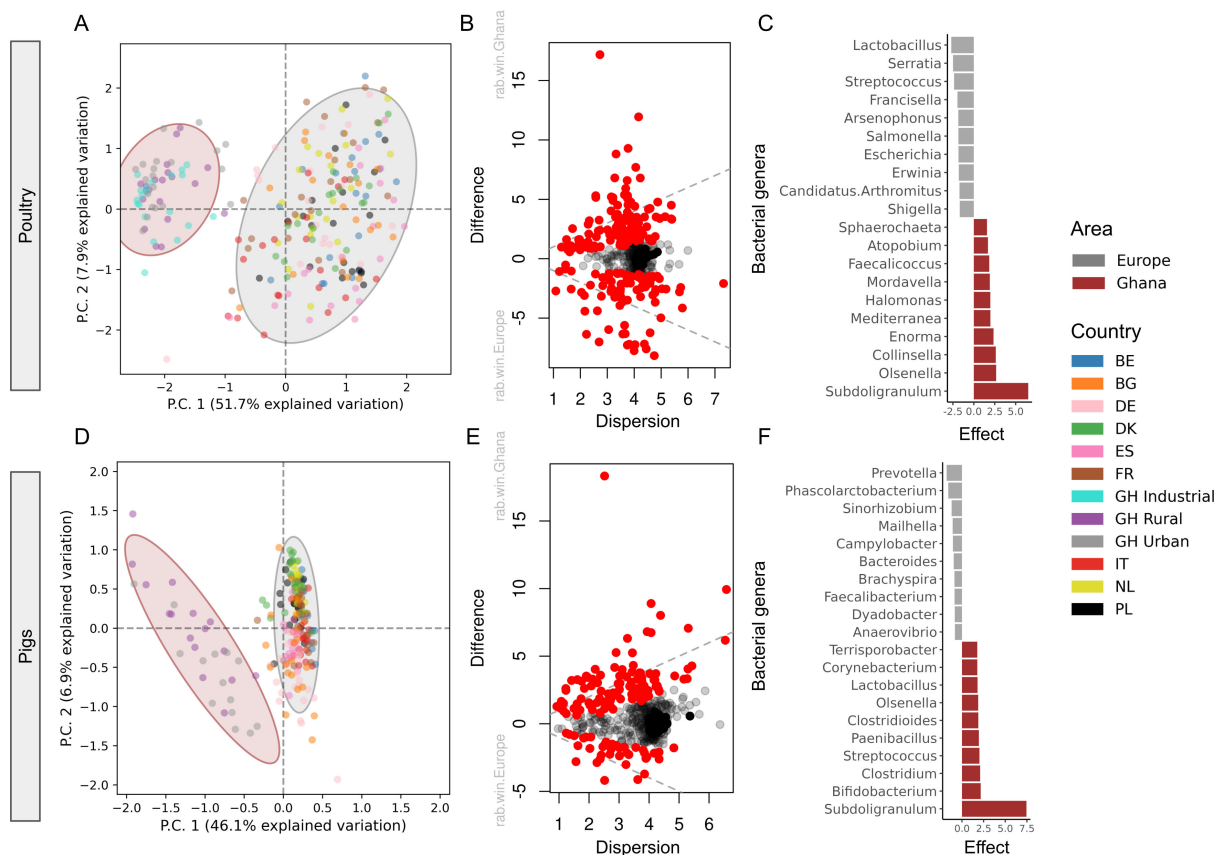 A
B
C
Poultry
P.C. 2 (7.9% explained variation)
2
1
0
−1
−2
−2
−1
0
1
2
P.C. 1 (51.7% explained variation)
rab.win.Ghana
Difference
rab.win.Europe
15
10
5
0
-5
1 2 3 4 5 6 7
Dispersion
Bacterial genera
Lactobacillus
Serratia
Streptococcus
Francisella
Arsenophonus
Salmonella
Escherichia
Erwinia
Candidatus.Arthromitus
Shigella
Sphaerochaeta
Atopobium
Faecalicoccus
Mordavella
Halomonas
Mediterranea
Enorma
Collinsella
Olsenella
Subdoligranulum
-2.5 0.0 2.5 5.0
Effect
Area
Europe
Ghana
Country
BE
BG
DE
DK
ES
FR
GH Industrial
GH Rural
GH Urban
IT
NL
PL
D
E
F
Pigs
P.C. 2 (6.9% explained variation)
2.0
1.5
1.0
0.5
0.0
−0.5
−1.0
−1.5
−2.0
−2.0 −1.5 −1.0 −0.5 0.0 0.5 1.0 1.5 2.0
P.C. 1 (46.1% explained variation)
rab.win.Ghana
Difference
rab.win.Europe
15
10
5
0
-5
1 2 3 4 5 6
Dispersion
Bacterial genera
Prevotella
Phascolarctobacterium
Sinorhizobium
Mailhella
Campylobacter
Bacteroides
Brachyspira
Faecalibacterium
Dyadobacter
Anaerovibrio
Terrisporobacter
Corynebacterium
Lactobacillus
Olsenella
Clostridioides
Paenibacillus
Streptococcus
Clostridium
Bifidobacterium
Subdoligranulum
0.0 2.5 5.0 7.5
Effect